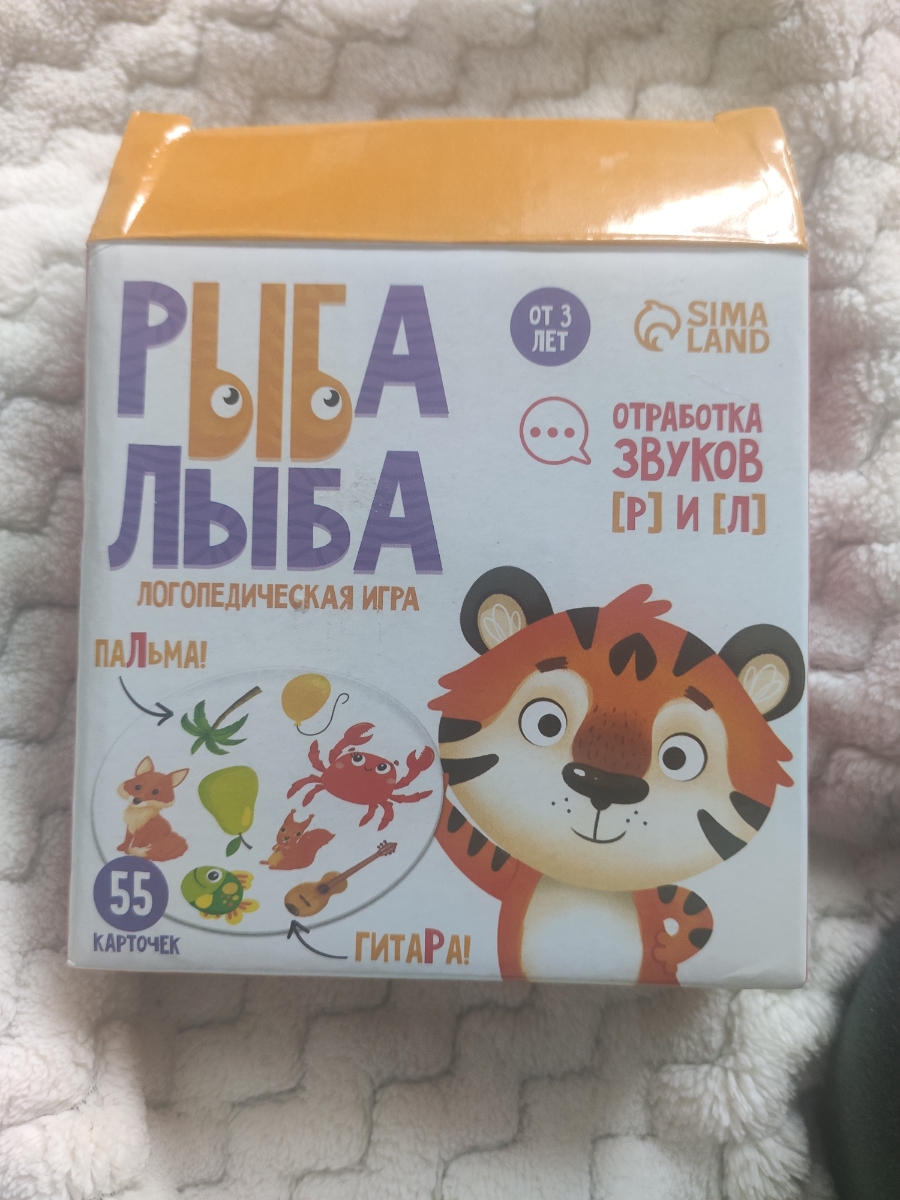 РЫБА
ЛЫБА
ЛОГОПЕДИЧЕСКАЯ ИГРА
ОТ 3
ЛЕТ
SIMA
LAND
ОТРАБОТКА
ЗВУКОВ
[Р] И [Л]
ПАЛЬМА!
55
КАРТОЧЕК
ГИТАРА!